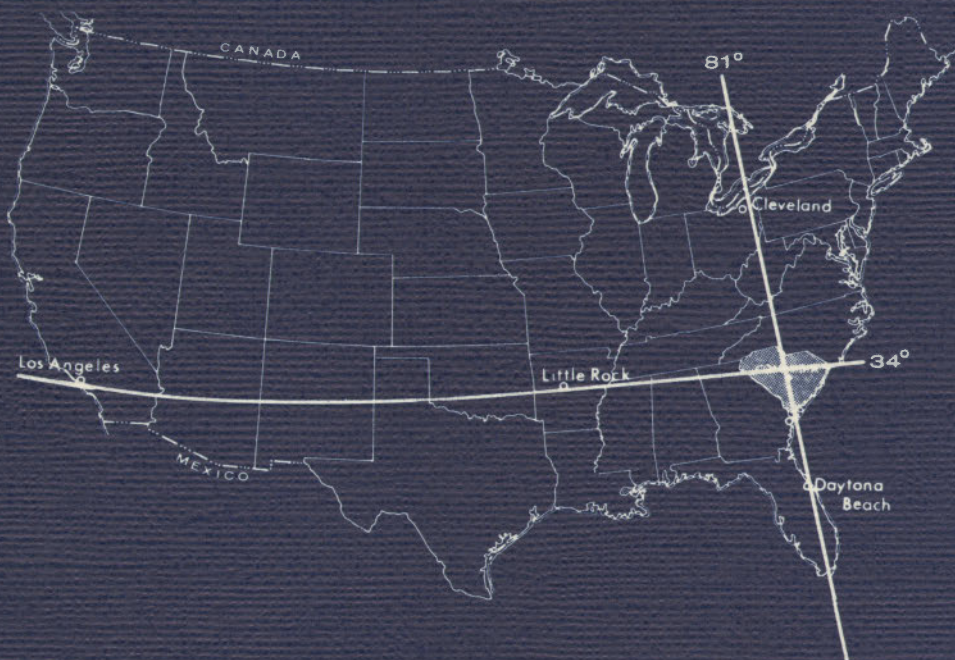 CANADA
81°
Cleveland
Los Angeles
Little Rock
34°
MEXICO
Daytona
Beach